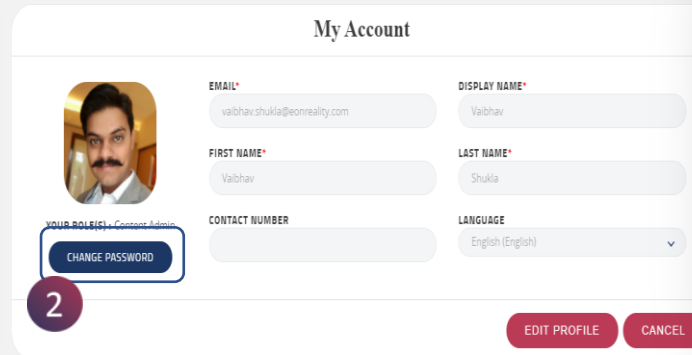 My Account
EMAIL*
vaibhav.shukla@eonreality.com
DISPLAY NAME*
Vaibhav
FIRST NAME*
Vaibhav
LAST NAME*
Shukla
YOUR ROLE(S) : Content Admin
CHANGE PASSWORD
2
CONTACT NUMBER
LANGUAGE
English (English)
EDIT PROFILE
CANCEL